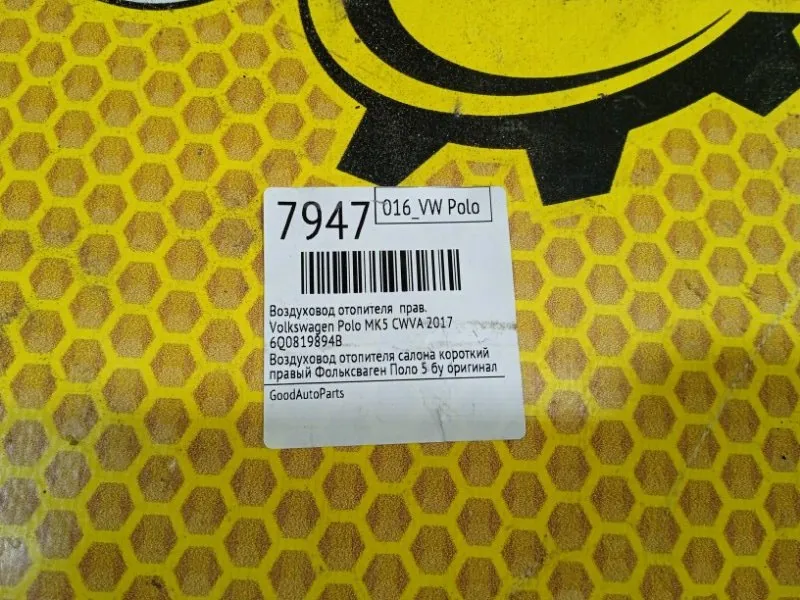 7947 016_VW Polo
Воздуховод отопителя прав.
Volkswagen Polo MK5 CWVA 2017
6Q0819894B
Воздуховод отопителя салона короткий
правый Фольксваген Поло 5 бу оригинал
GoodAutoParts